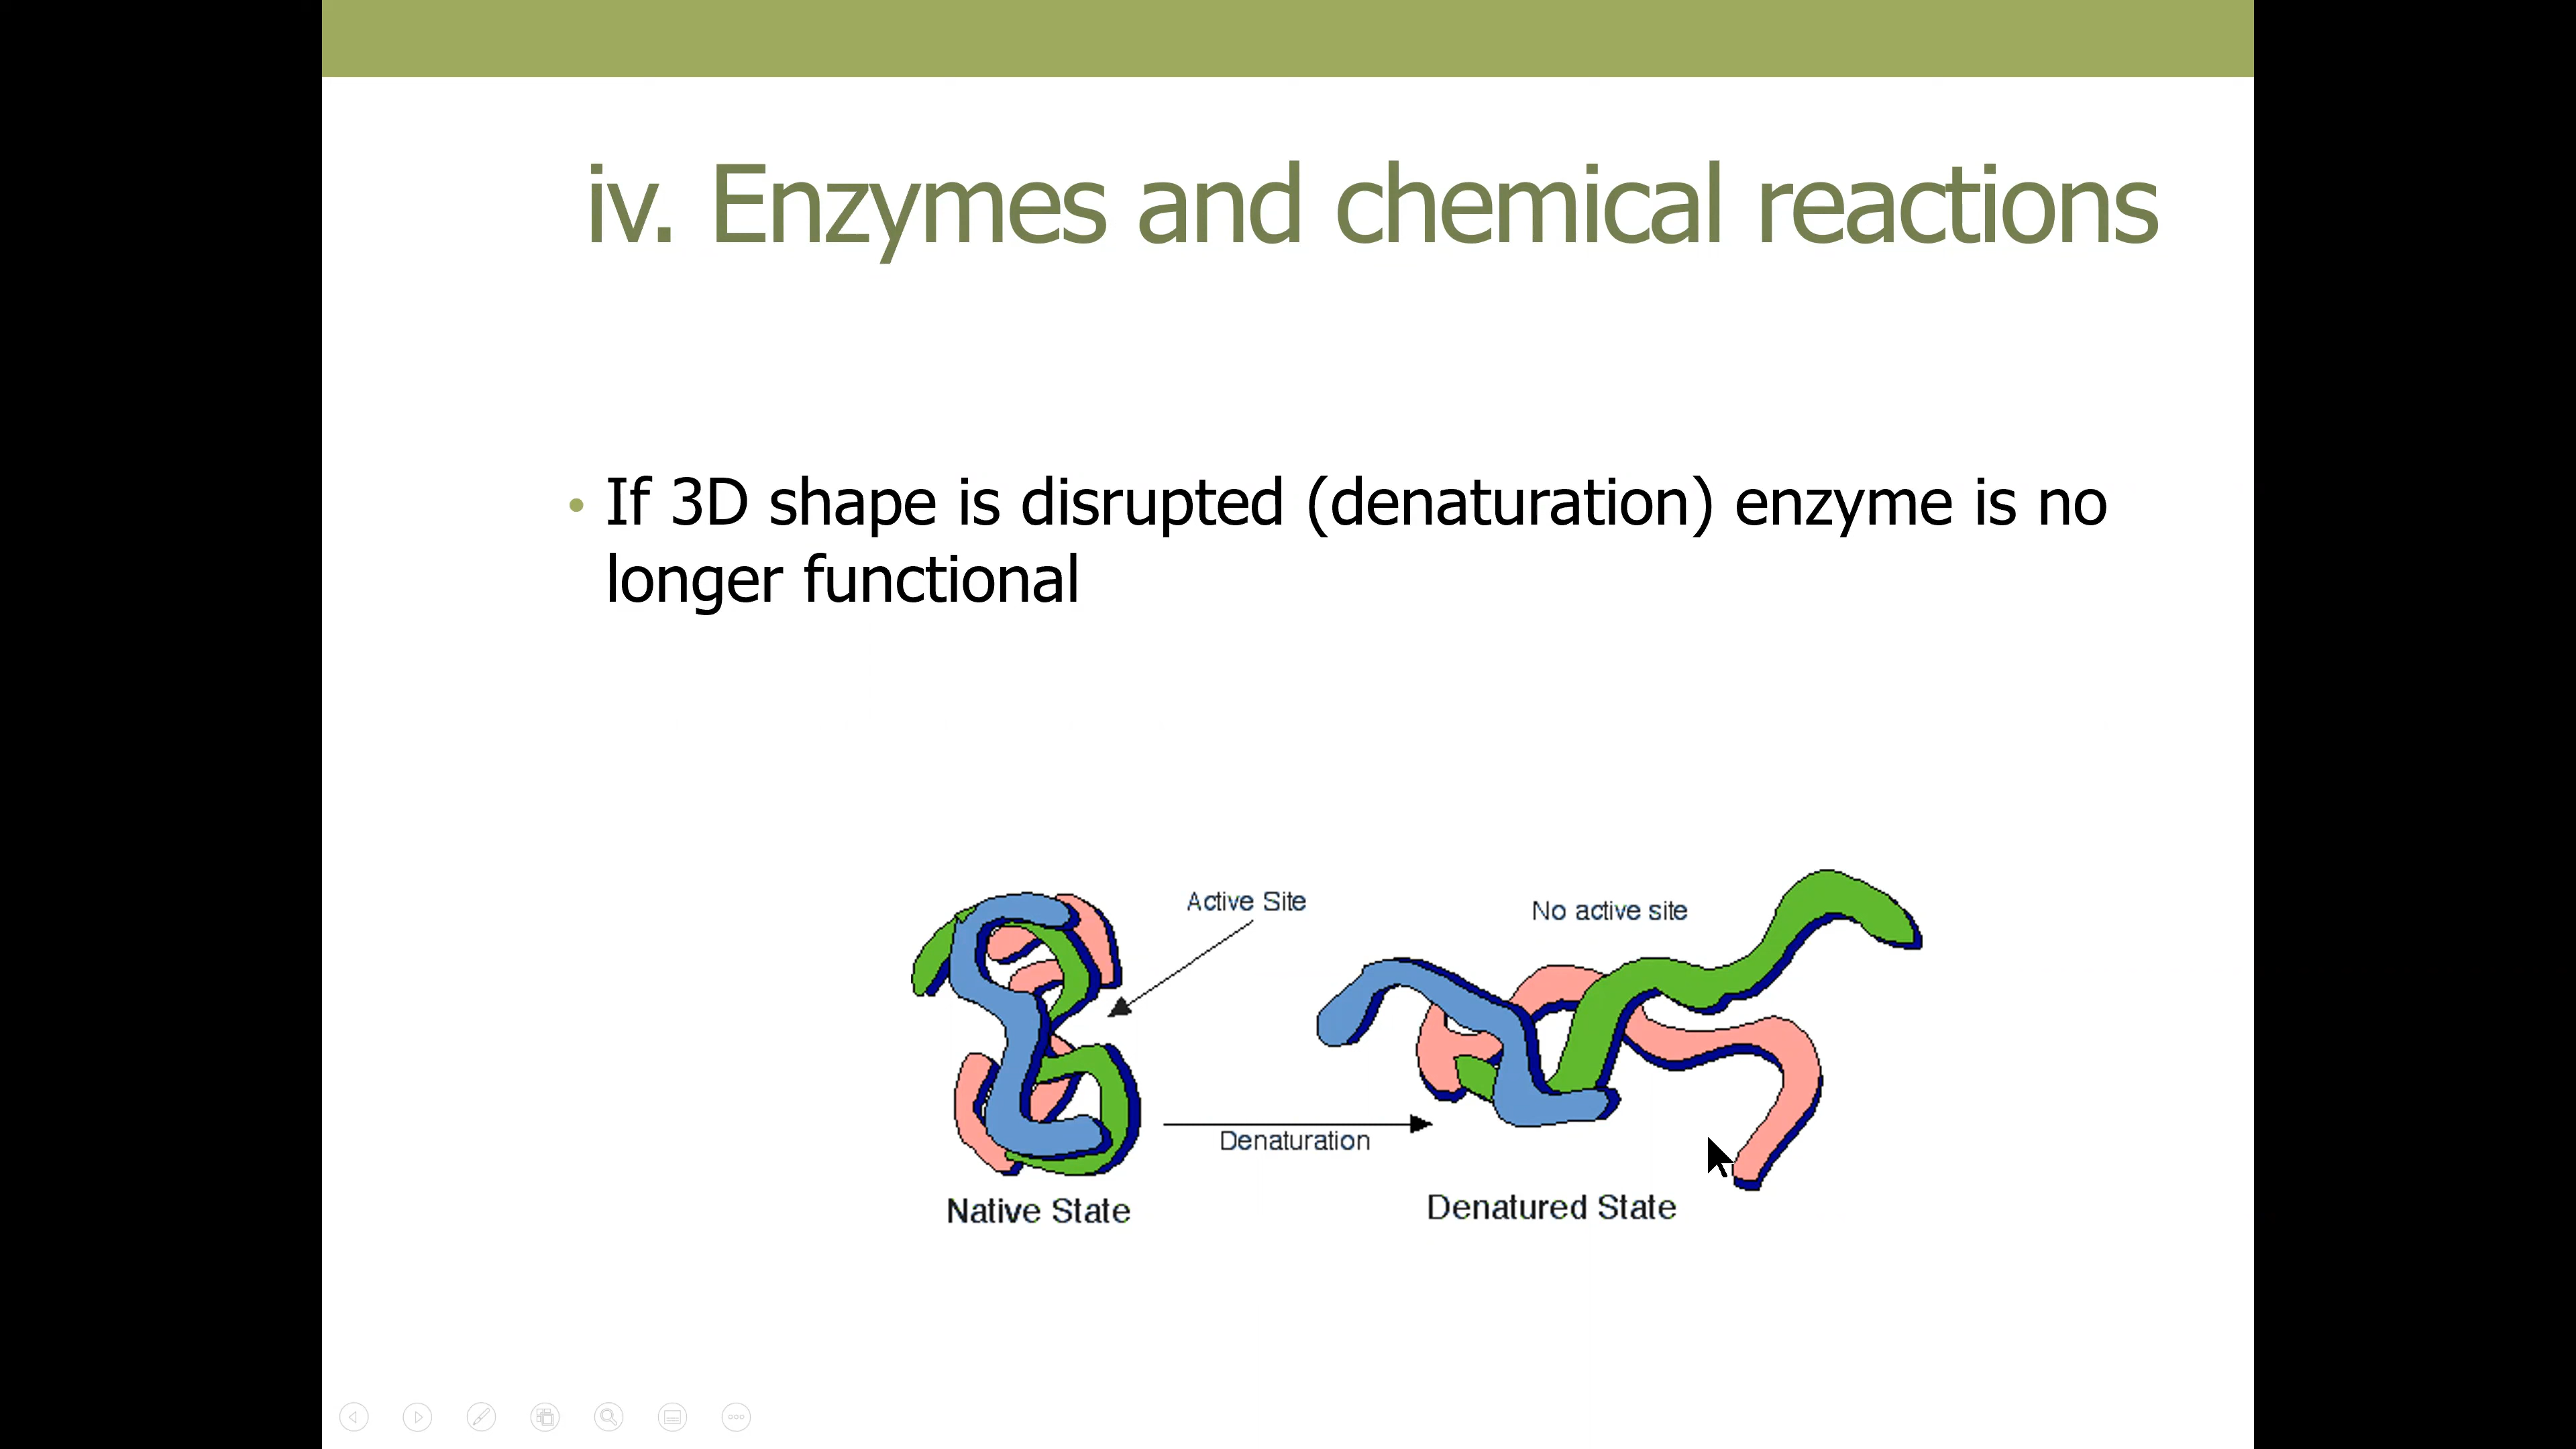 iv. Enzymes and chemical reactions
• If 3D shape is disrupted (denaturation) enzyme is no
longer functional
Active Site
No active site
Denaturation
Native State
Denatured State